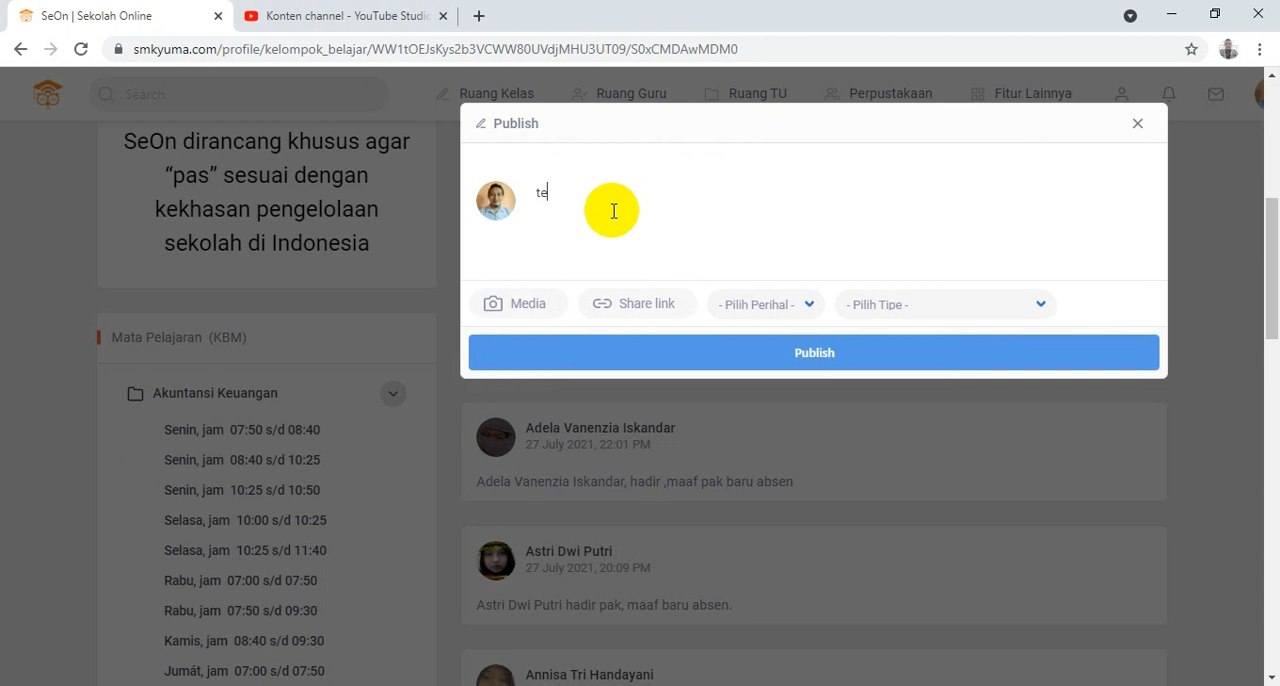 SeOn | Sekolah Online
Konten channel - YouTube Studio
smkyuma.com/profile/kelompok_belajar/WW1tOEJsKys2b3VCWW80UVdjMHU3UT09/S0xCMDAwMDM0
Search
Ruang Kelas
Ruang Guru
Ruang TU
Perpustakaan
Fitur Lainnya
SeOn dirancang khusus agar
“pas” sesuai dengan
kekhasan pengelolaan
sekolah di Indonesia
Publish
te
Media
Share link
- Pilih Perihal -
- Pilih Tipe -
Publish
Mata Pelajaran (KBM)
Akuntansi Keuangan
Senin, jam 07:50 s/d 08:40
Senin, jam 08:40 s/d 10:25
Senin, jam 10:25 s/d 10:50
Selasa, jam 10:00 s/d 10:25
Selasa, jam 10:25 s/d 11:40
Rabu, jam 07:00 s/d 07:50
Rabu, jam 07:50 s/d 09:30
Kamis, jam 08:40 s/d 09:30
Jumát, jam 07:00 s/d 07:50
Adela Vanenzia Iskandar
27 July 2021, 22:01 PM
Adela Vanenzia Iskandar, hadir ,maaf pak baru absen
Astri Dwi Putri
27 July 2021, 20:09 PM
Astri Dwi Putri hadir pak, maaf baru absen.
Annisa Tri Handayani